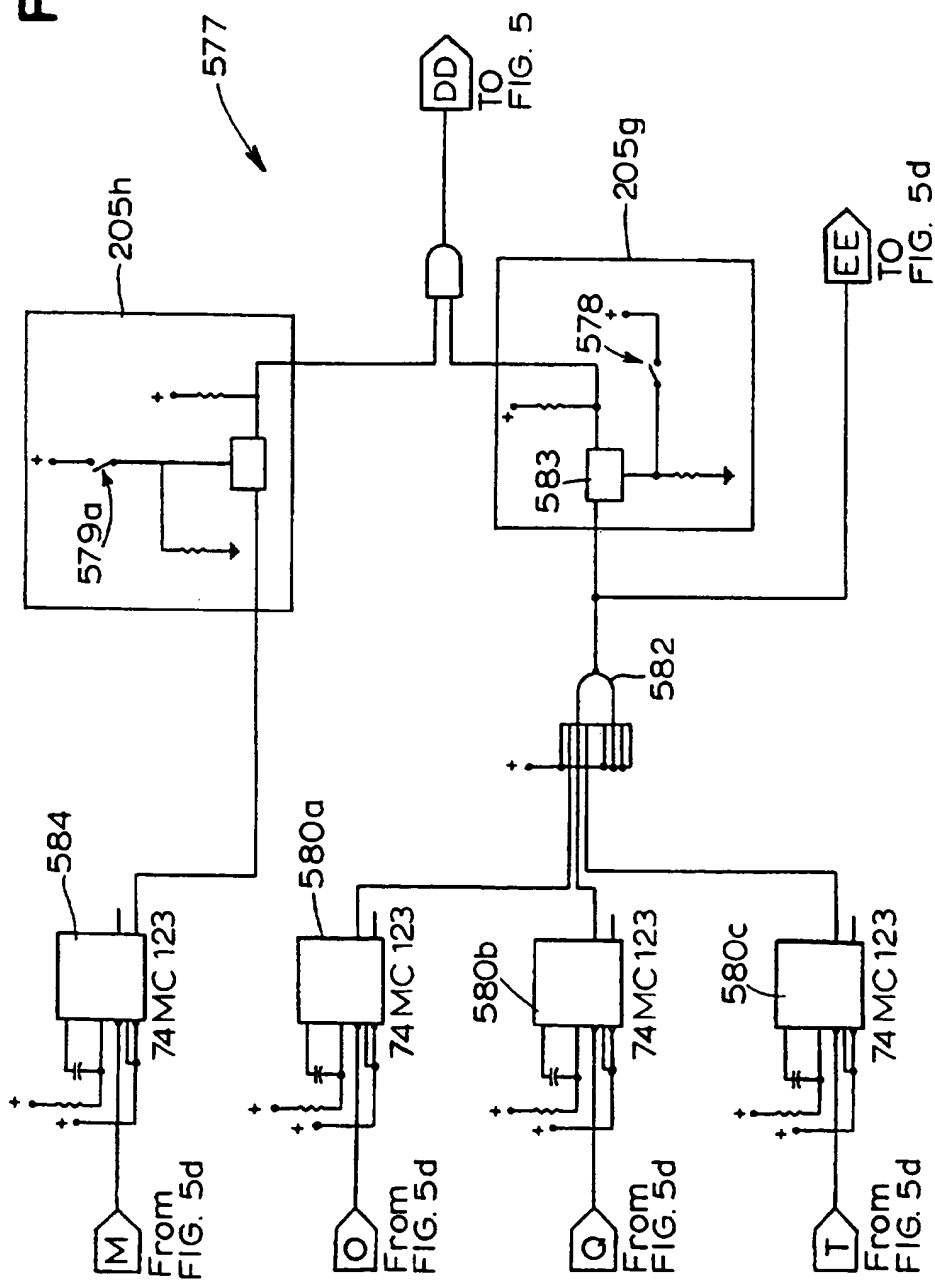 F
577
205h
579a
DD
TO
FIG. 5
205g
578
583
EE
TO
FIG. 5d
582
584
74MC123
M
From
FIG. 5d
580a
74MC123
O
From
FIG. 5d
580b
74MC123
Q
From
FIG. 5d
580c
74MC123
T
From
FIG. 5d
+
+
+
+
+
+
+
+
+
+
+
+
+